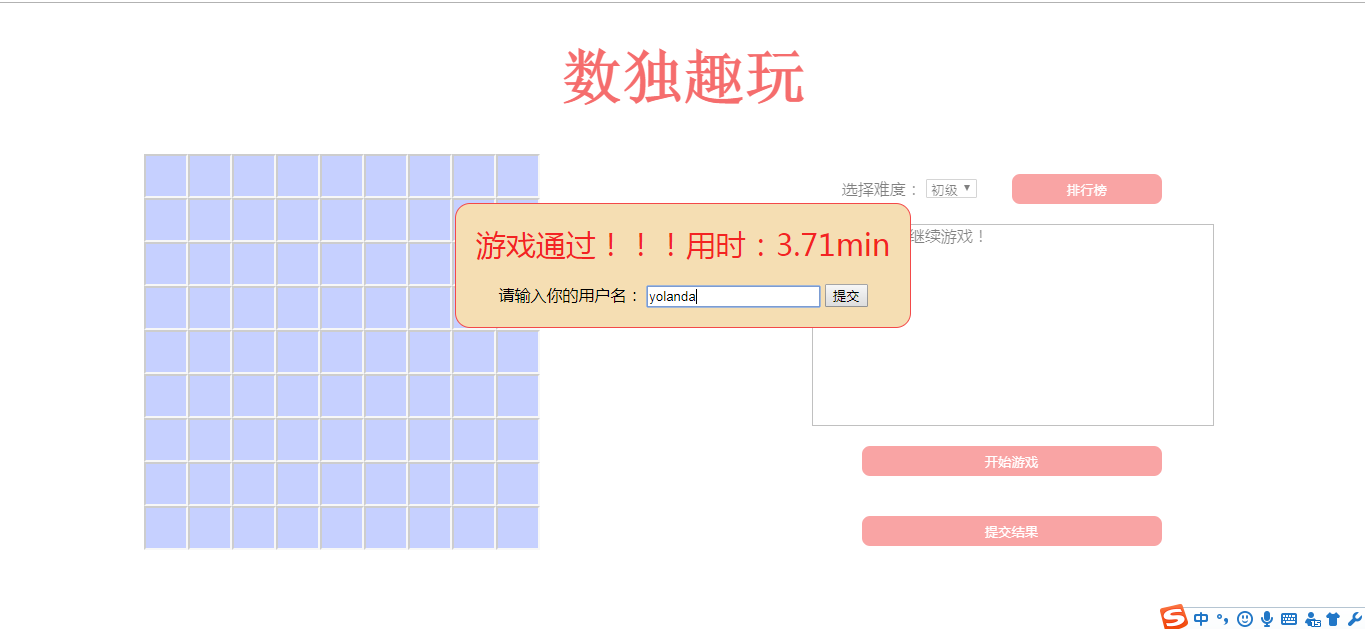 数独趣玩
选择难度：
初级
排行榜
继续游戏！
游戏通过！！！用时：3.71min
请输入你的用户名：
yolanda
提交
开始游戏
提交结果
中